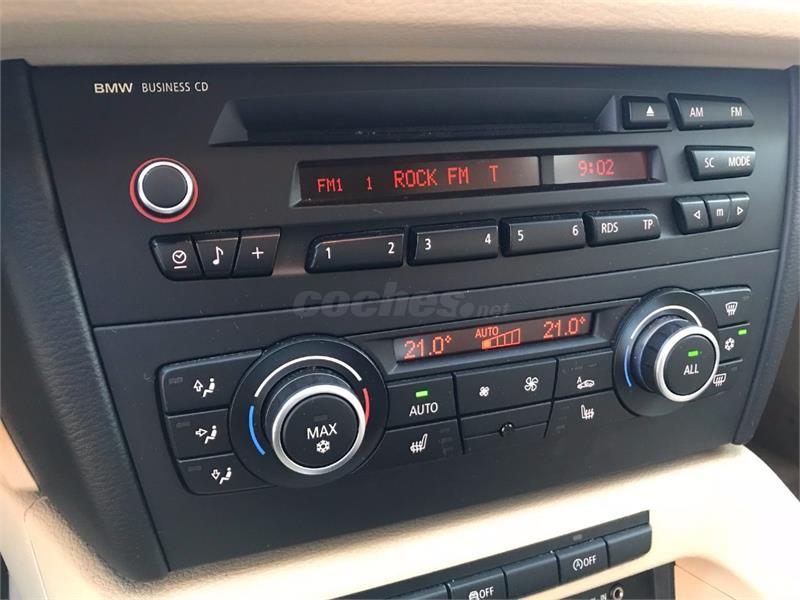 BMW BUSINESS CD
AM FM
SC MODE
FM1 1 ROCK FM T 9:02
m
1 2 3 4 5 6 RDS TP
coches.net
21.0° AUTO 21.0°
MAX
AUTO
ALL
OFF
OFF